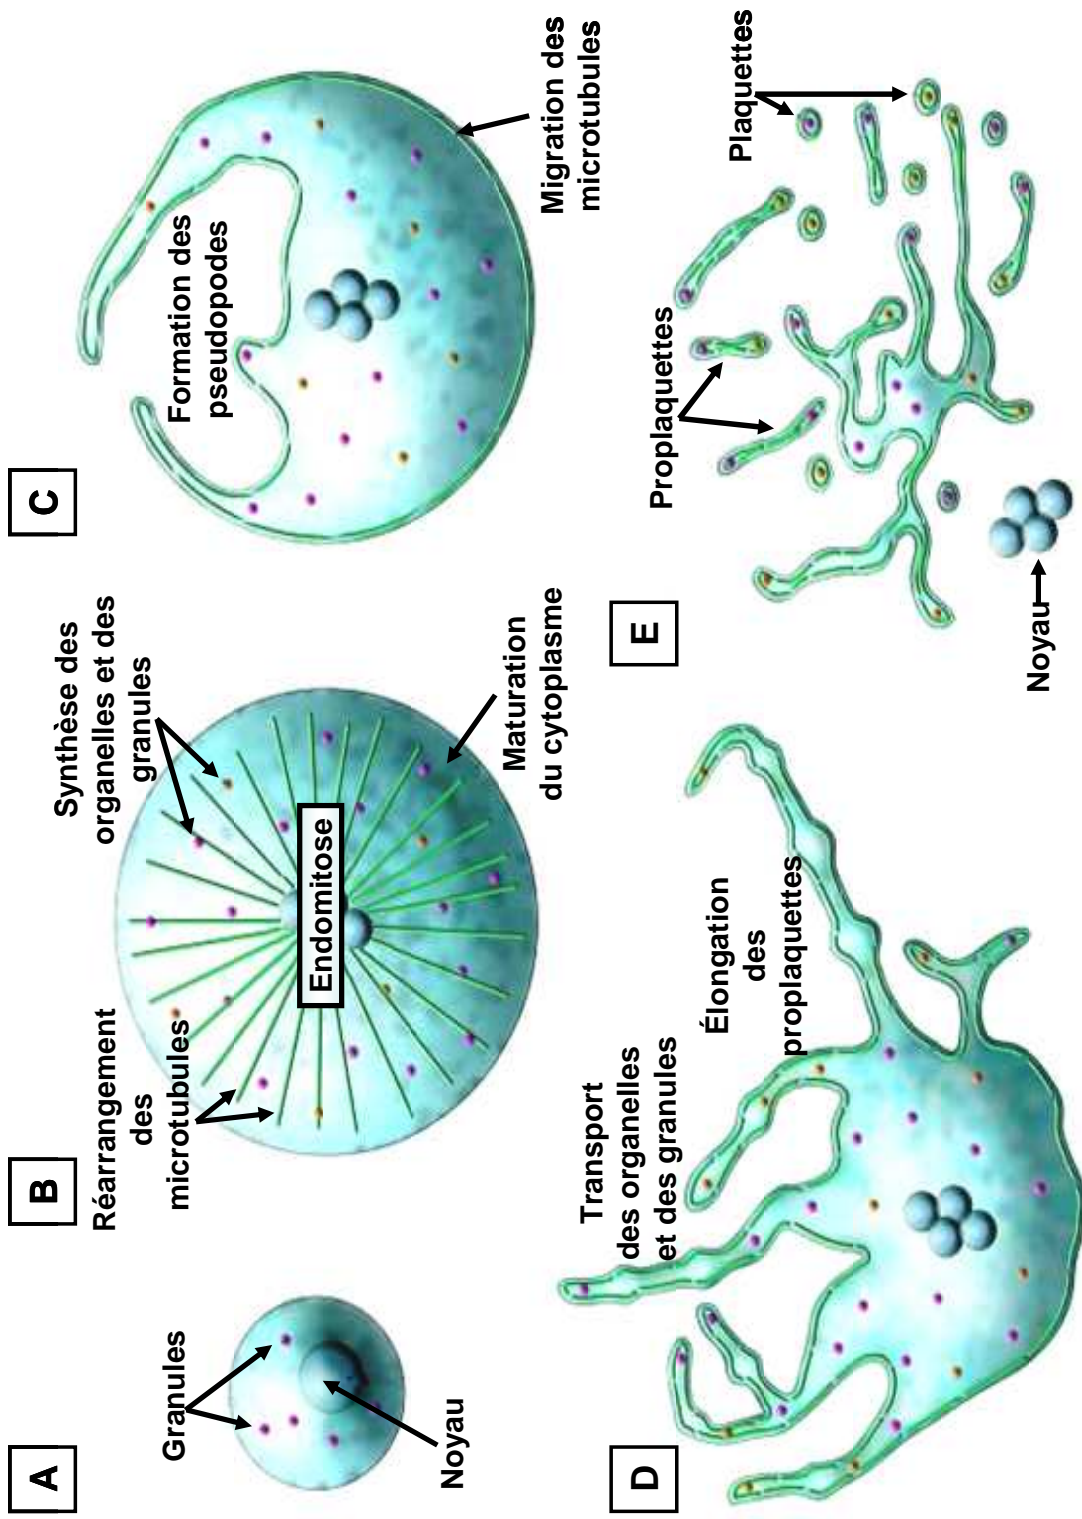 A
Granules
Noyau
B
Réarrangement
des
microtubules
Endomitose
Synthèse des
organelles et des
granules
Maturation
du cytoplasme
C
Formation des
pseudopodes
Migration des
microtubules
D
Transport
des organelles
et des granules
Élongation
des
proplaquettes
E
Noyau
Proplaquettes
Plaquettes